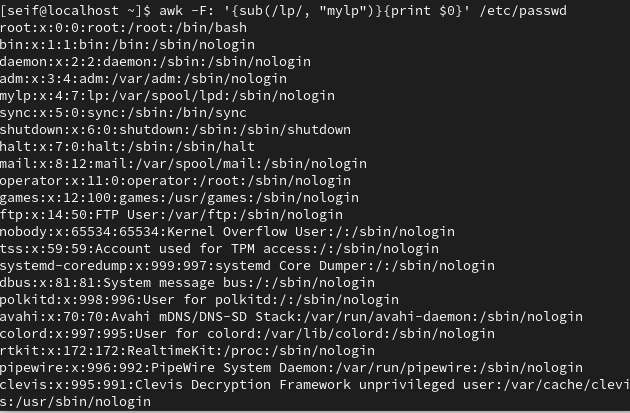 [seif@localhost ~]$ awk -F: '{sub(/lp/, "mylp")}{print $0}' /etc/passwd
root:x:0:0:root:/root:/bin/bash
bin:x:1:1:bin:/bin:/sbin/nologin
daemon:x:2:2:daemon:/sbin:/sbin/nologin
adm:x:3:4:adm:/var/adm:/sbin/nologin
mylp:x:4:7:lp:/var/spool/lpd:/sbin/nologin
sync:x:5:0:sync:/sbin:/bin/sync
shutdown:x:6:0:shutdown:/sbin:/sbin/shutdown
halt:x:7:0:halt:/sbin:/sbin/halt
mail:x:8:12:mail:/var/spool/mail:/sbin/nologin
operator:x:11:0:operator:/root:/sbin/nologin
games:x:12:100:games:/usr/games:/sbin/nologin
ftp:x:14:50:FTP User:/var/ftp:/sbin/nologin
nobody:x:65534:65534:Kernel Overflow User:/:/sbin/nologin
tss:x:59:59:Account used for TPM access:/:/sbin/nologin
systemd-coredump:x:999:997:systemd Core Dumper:/:/sbin/nologin
dbus:x:81:81:System message bus:/:/sbin/nologin
polkitd:x:998:996:User for polkitd:/:/sbin/nologin
avahi:x:70:70:Avahi mDNS/DNS-SD Stack:/var/run/avahi-daemon:/sbin/nologin
colord:x:997:995:User for colord:/var/lib/colord:/sbin/nologin
rtkit:x:172:172:RealtimeKit:/proc:/sbin/nologin
pipewire:x:996:992:PipeWire System Daemon:/var/run/pipewire:/sbin/nologin
clevis:x:995:991:Clevis Decryption Framework unprivileged user:/var/cache/clevi
s:/usr/sbin/nologin